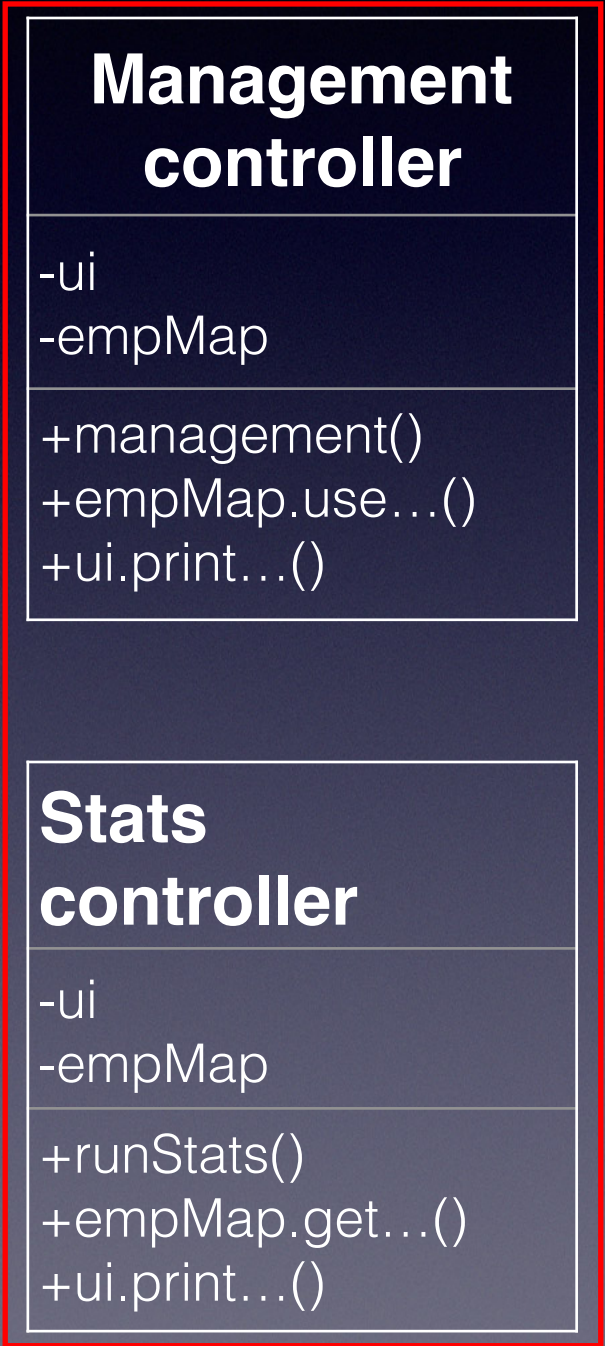 Management
controller
-ui
-empMap
+management()
+empMap.use…()
+ui.print…()
Stats
controller
-ui
-empMap
+runStats()
+empMap.get…()
+ui.print…()